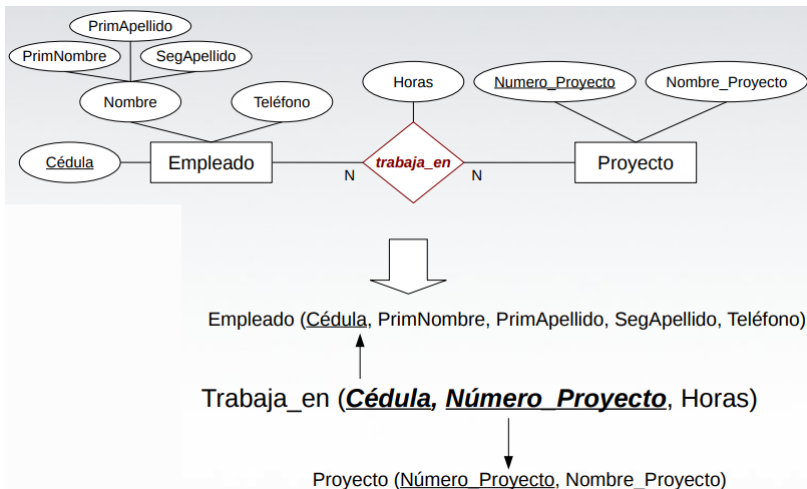 PrimApellido
PrimNombre
SegApellido
Nombre
Teléfono
Horas
Numero_Proyecto
Nombre_Proyecto
Cédula
Empleado
N
trabaja_en
N
Proyecto
Empleado (Cédula, PrimNombre, PrimApellido, SegApellido, Teléfono)
Trabaja_en (Cédula, Número_Proyecto, Horas)
Proyecto (Número_Proyecto, Nombre_Proyecto)